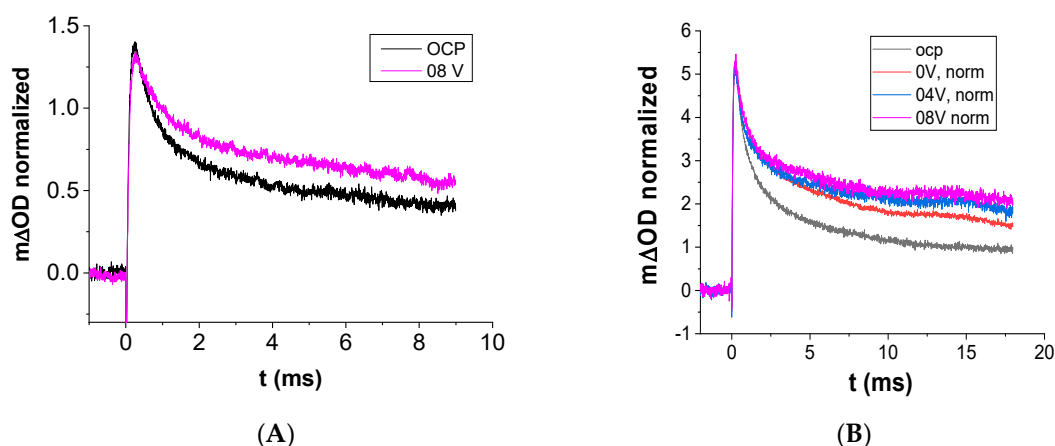 1.5
1.0
0.5
0.0
mΔOD normalized
OCP
08 V
0 2 4 6 8 10
t (ms)
(A)
6
5
4
3
2
1
0
-1
mΔOD normalized
ocp
0V, norm
04V, norm
08V norm
0 5 10 15 20
t (ms)
(B)